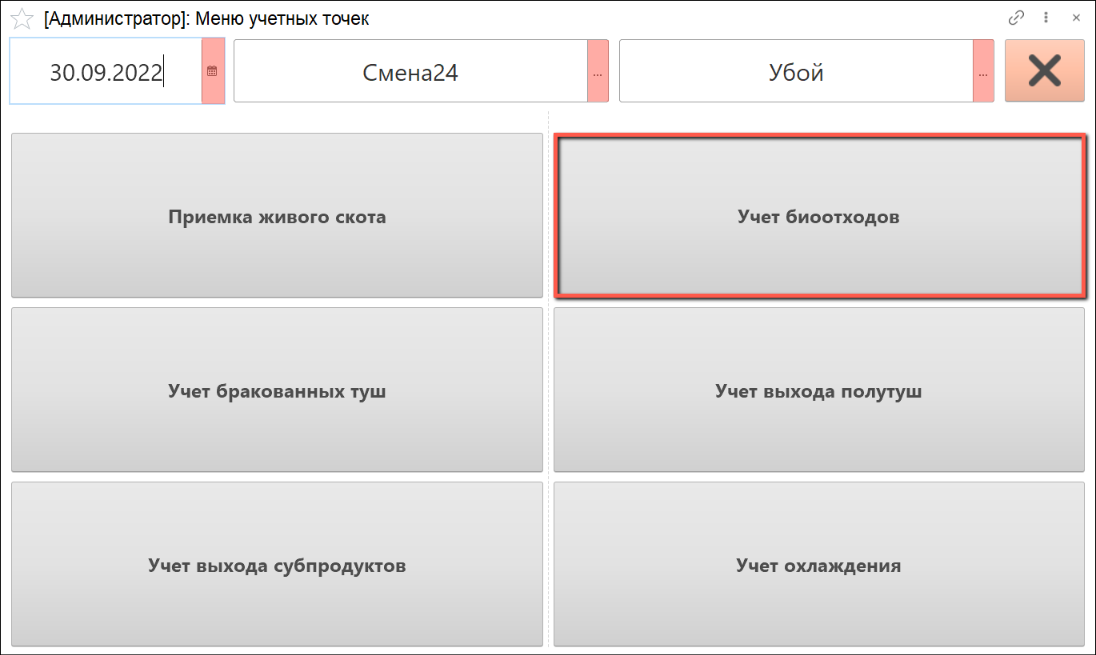 [Администратор]: Меню учетных точек
30.09.2022
Смена24
...
Убой
...
Приемка живого скота
Учет биоотходов
Учет бракованных туш
Учет выхода полутуш
Учет выхода субпродуктов
Учет охлаждения